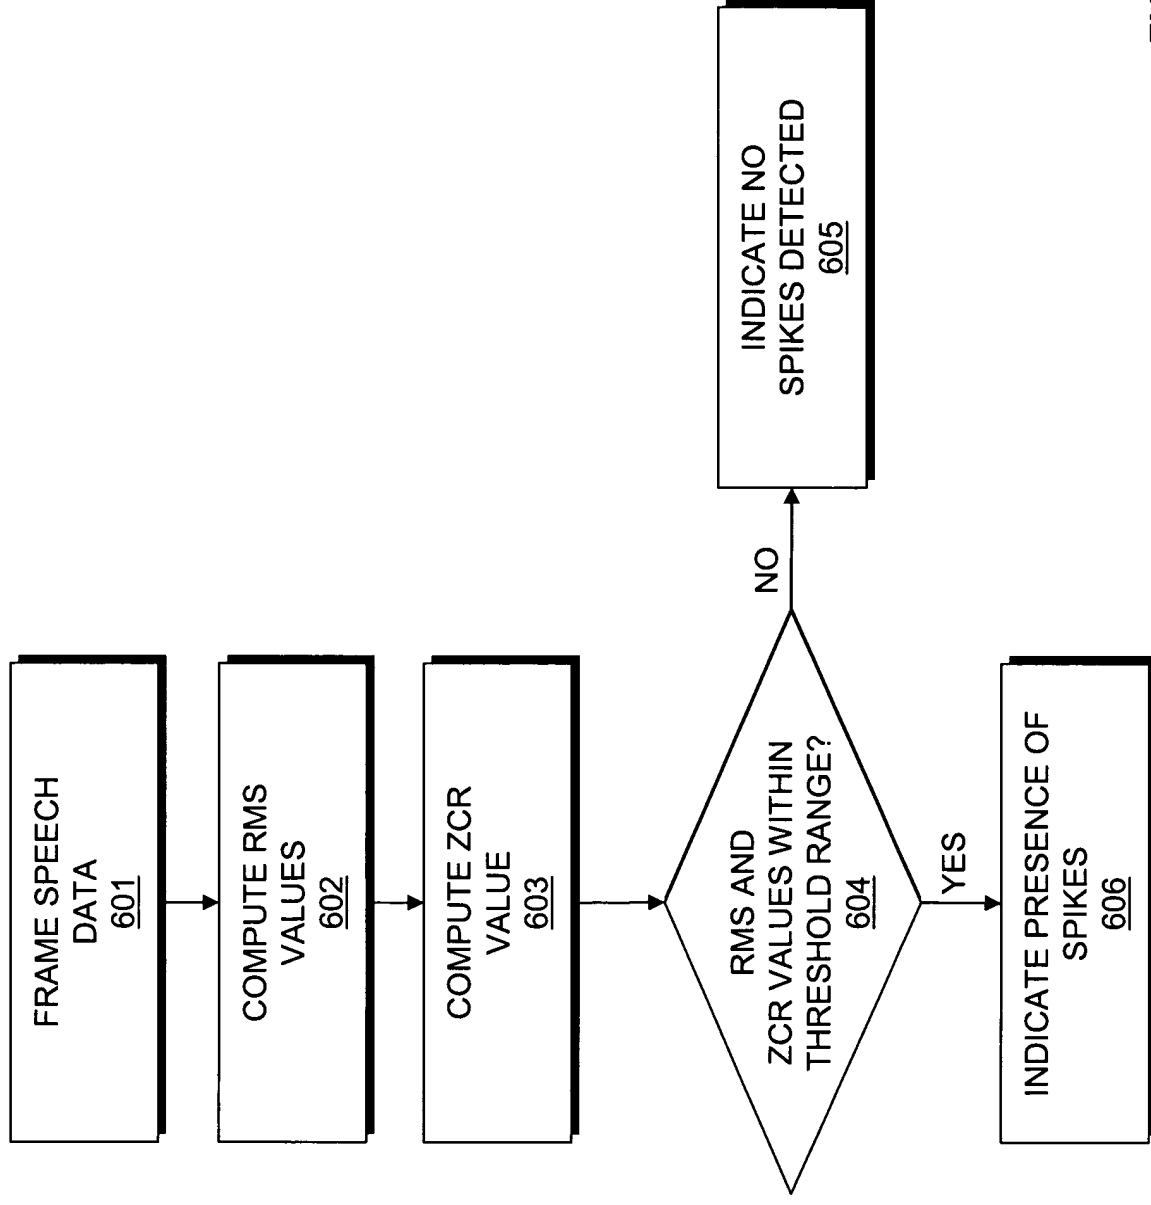 FRAME SPEECH
DATA
601
COMPUTE RMS
VALUES
602
COMPUTE ZCR
VALUE
603
RMS AND
ZCR VALUES WITHIN
THRESHOLD RANGE?
604
NO
INDICATE NO
SPIKES DETECTED
605
YES
INDICATE PRESENCE OF
SPIKES
606